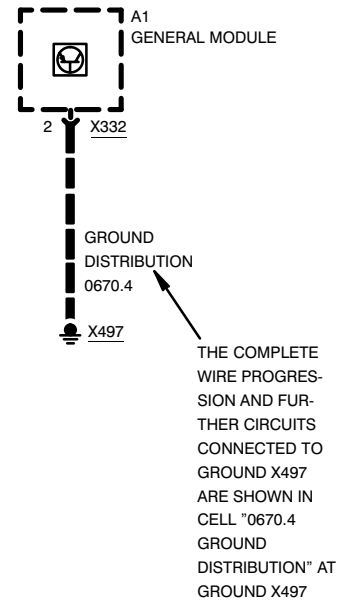 A1
GENERAL MODULE
2 X332
GROUND
DISTRIBUTION
0670.4
X497
THE COMPLETE
WIRE PROGRES-
SION AND FUR-
THER CIRCUITS
CONNECTED TO
GROUND X497
ARE SHOWN IN
CELL ”0670.4
GROUND
DISTRIBUTION” AT
GROUND X497